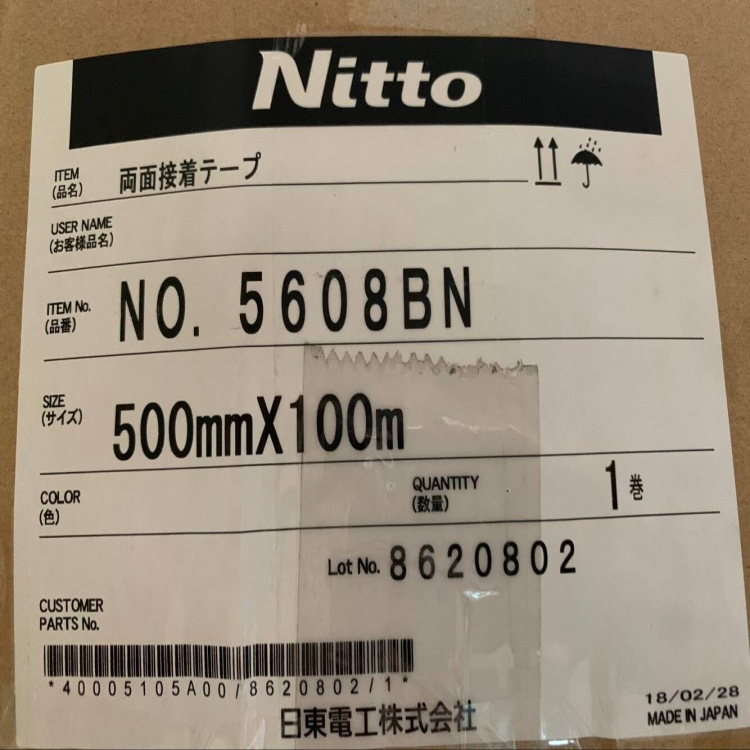 Nitto
ITEM
(品名)
両面接着テープ
USER NAME
(お客様品名)
ITEM No.
(品番)
NO. 5608BN
SIZE
(サイズ)
500mmX100m
COLOR
(色)
QUANTITY
(数量)
1巻
Lot No. 8620802
CUSTOMER
PARTS No.
*40005105A00/8620802/1*
日東電工株式会社
18/02/28
MADE IN JAPAN